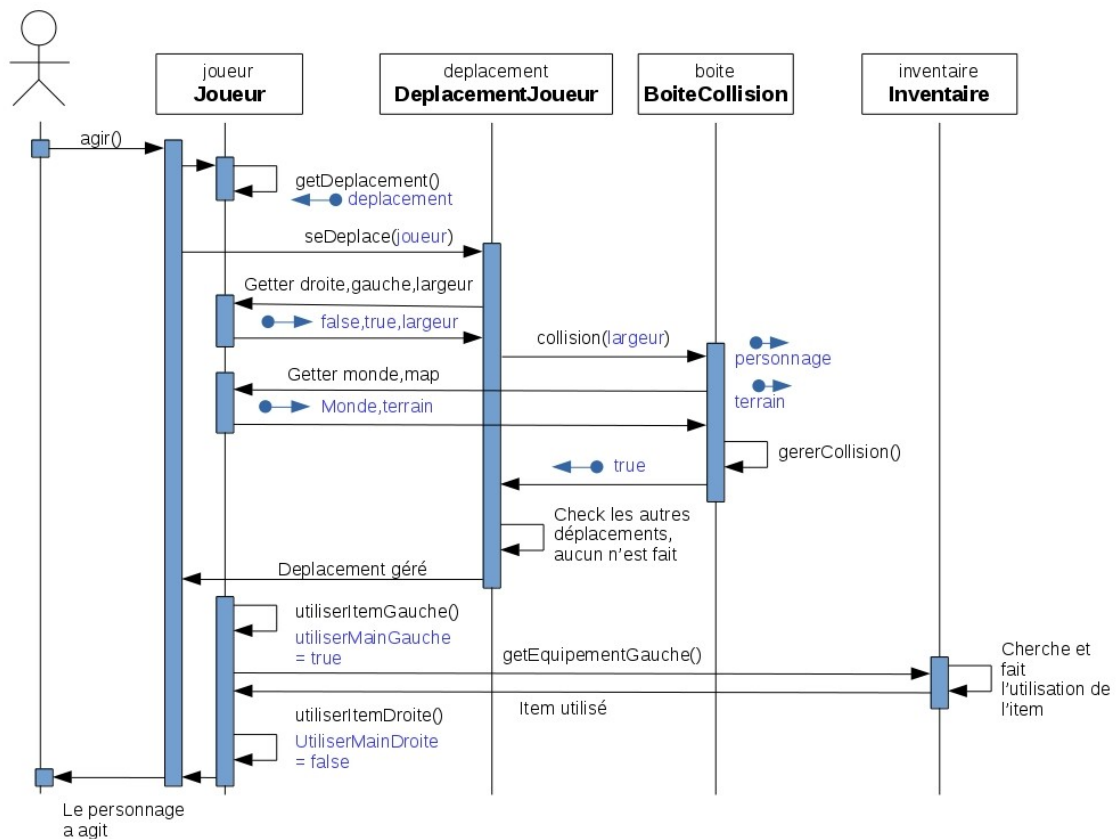 joueur
Joueur
deplacement
DeplacementJoueur
boite
BoiteCollision
inventaire
Inventaire
agir()
getDeplacement()
deplacement
seDeplace(joueur)
Getter droite,gauche,largeur
false,true,largeur
collision(largeur)
personnage
Getter monde,map
terrain
Monde,terrain
gererCollision()
true
Check les autres
déplacements,
aucun n'est fait
Deplacement géré
utiliserItemGauche()
utiliserMainGauche
= true
getEquipementGauche()
Cherche et
fait
l'utilisation de
l'item
Item utilisé
utiliserItemDroite()
UtiliserMainDroite
= false
Le personnage
a agit